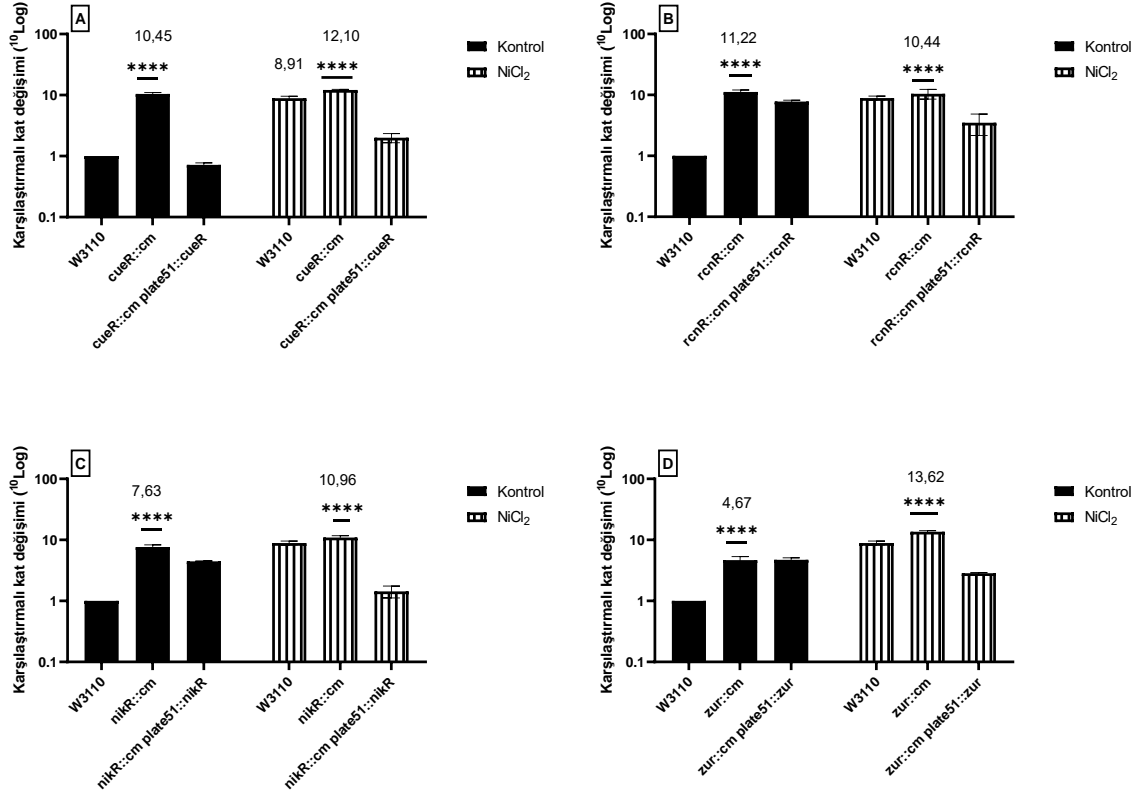 A
Karşılaştırmalı kat değişimi (¹⁰Log)
100
10
1
0.1
10,45
****
8,91
12,10
****
Kontrol
NiCl₂
W3110
cueR::cm
cueR::cm plate51::cueR
W3110
cueR::cm
cueR::cm plate51::cueR
B
Karşılaştırmalı kat değişimi (¹⁰Log)
100
10
1
0.1
11,22
****
10,44
****
Kontrol
NiCl₂
W3110
rcnR::cm
rcnR::cm plate51::rcnR
W3110
rcnR::cm
rcnR::cm plate51::rcnR
C
Karşılaştırmalı kat değişimi (¹⁰Log)
100
10
1
0.1
7,63
****
10,96
****
Kontrol
NiCl₂
W3110
nikR::cm
nikR::cm plate51::nikR
W3110
nikR::cm
nikR::cm plate51::nikR
D
Karşılaştırmalı kat değişimi (¹⁰Log)
100
10
1
0.1
4,67
****
13,62
****
Kontrol
NiCl₂
W3110
zur::cm
zur::cm plate51::zur
W3110
zur::cm
zur::cm plate51::zur